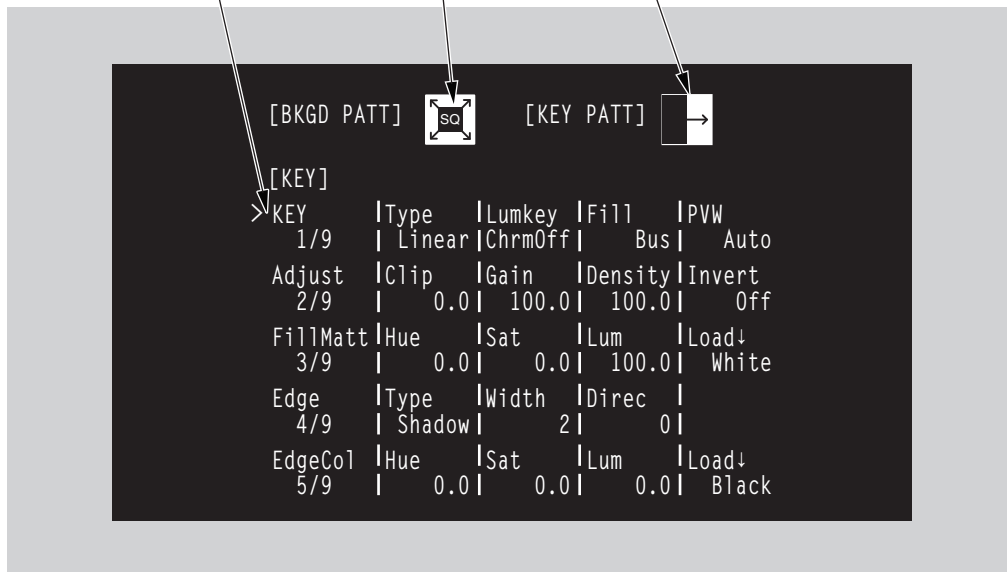 [BKGD PATT] SQ [KEY PATT] →
[KEY]
>KEY Type Lumkey Fill PVW
1/9 Linear ChrmOff Bus Auto
Adjust Clip Gain Density Invert
2/9 0.0 100.0 100.0 Off
FillMatt Hue Sat Lum Load↓
3/9 0.0 0.0 100.0 White
Edge Type Width Direc
4/9 Shadow 2 0
EdgeCol Hue Sat Lum Load↓
5/9 0.0 0.0 0.0 Black